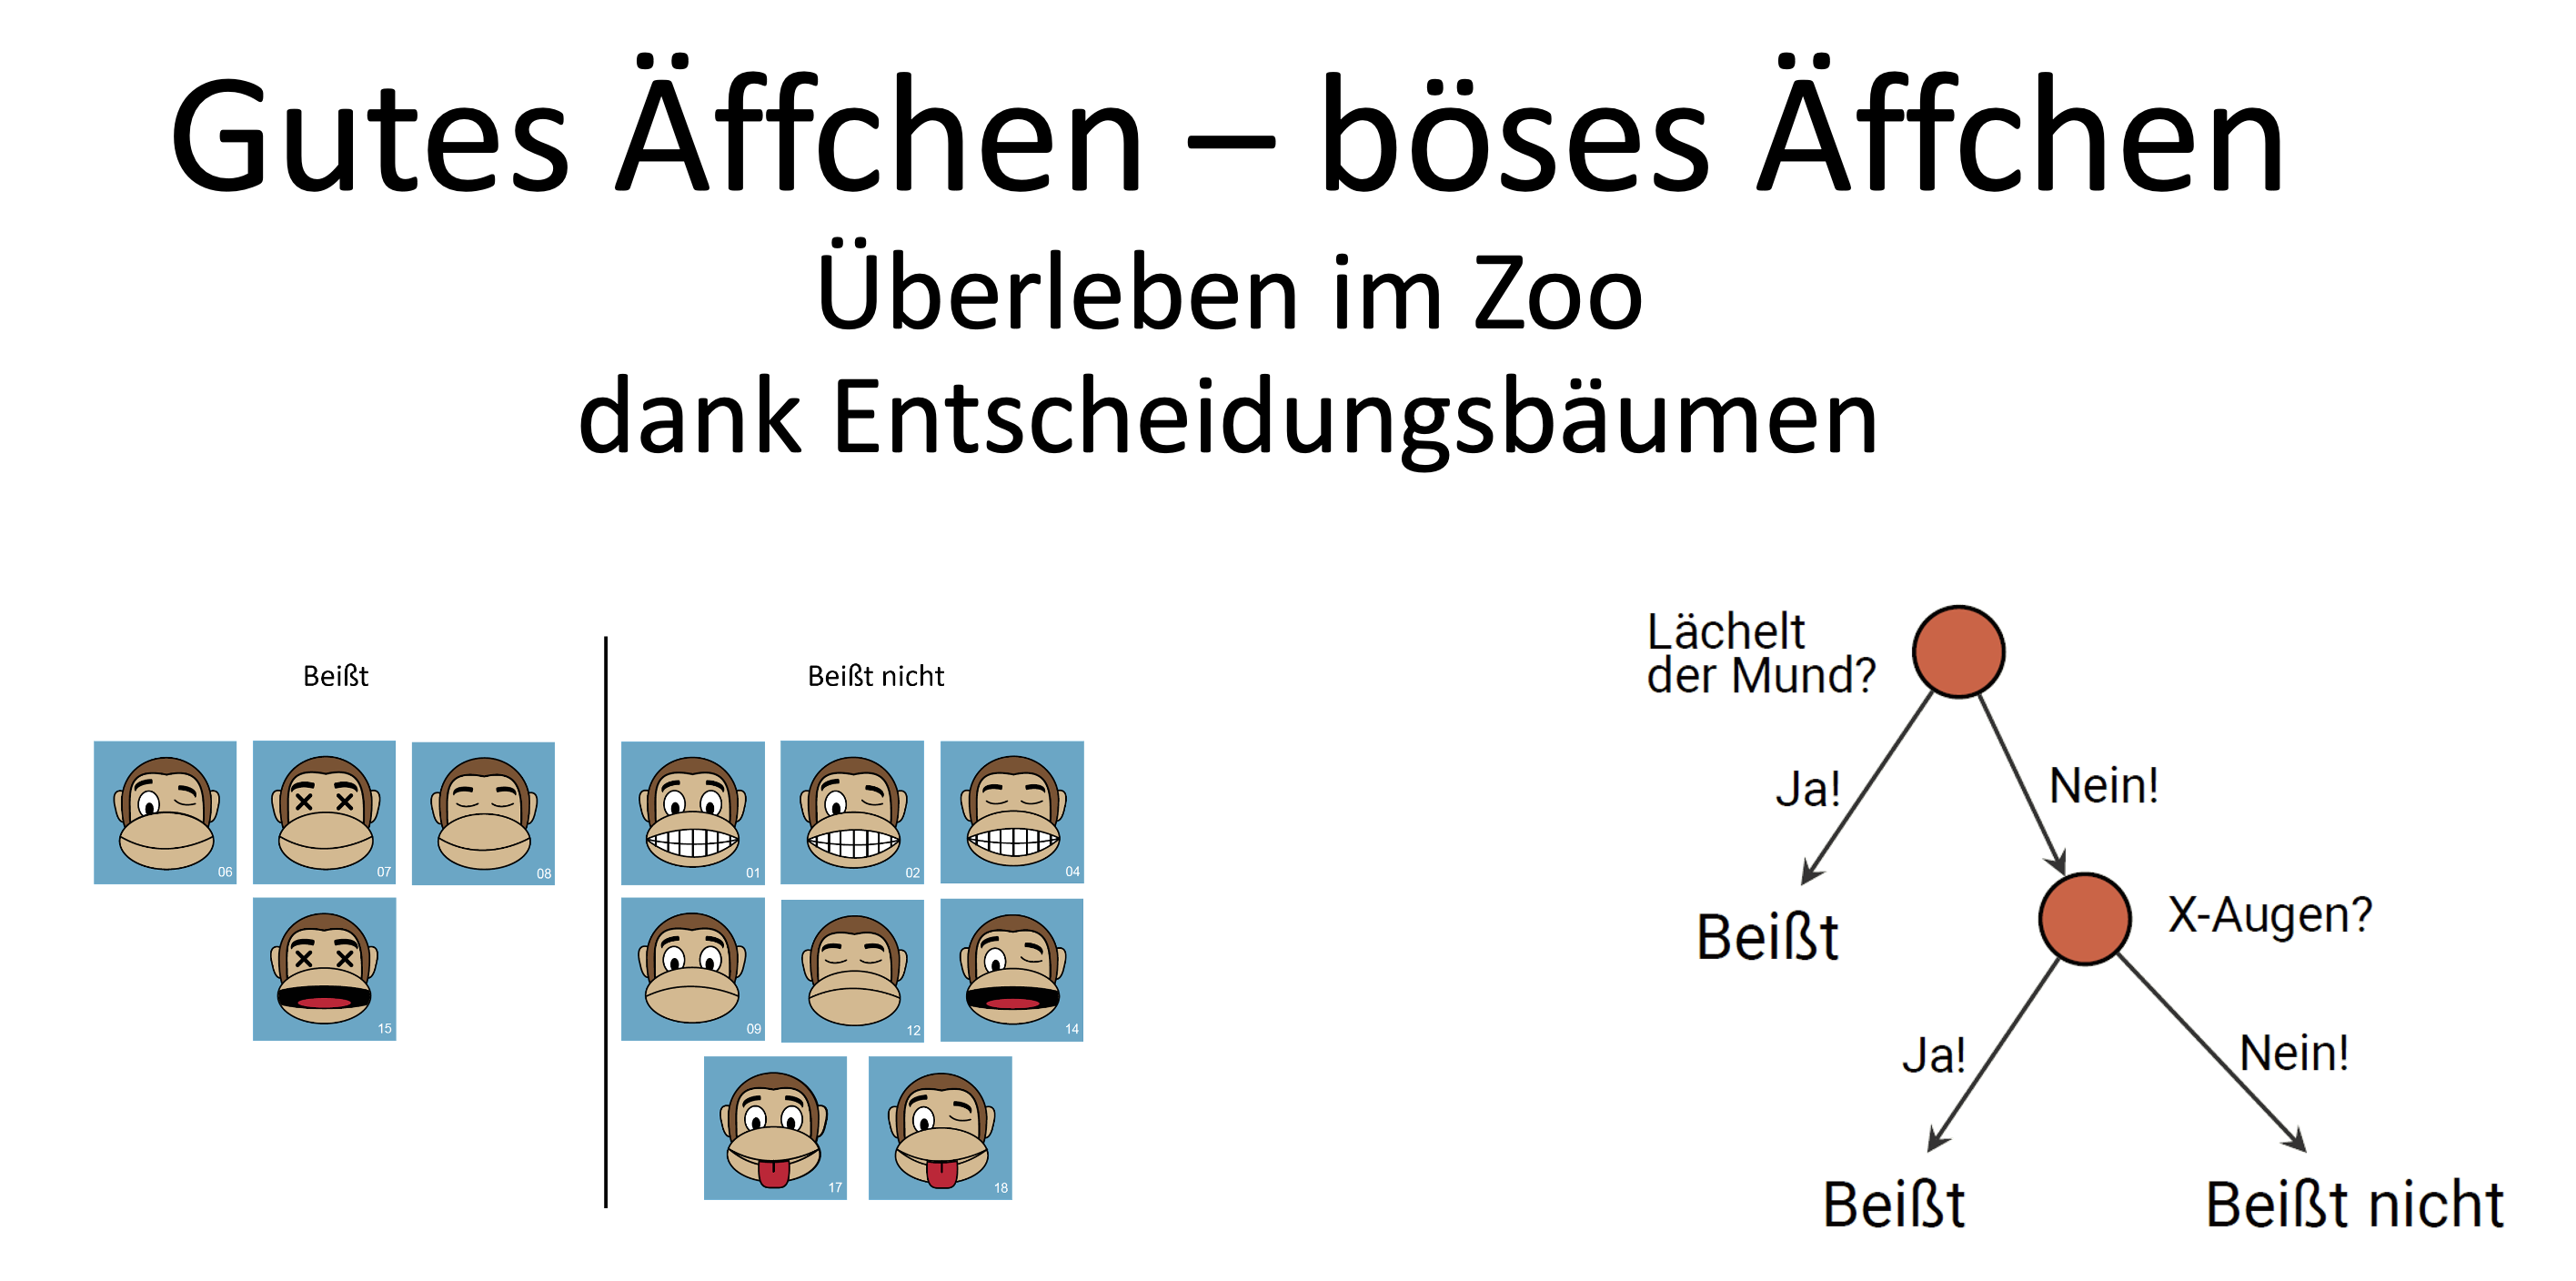 Gutes Äffchen – böses Äffchen
Überleben im Zoo
dank Entscheidungsbäumen
Beißt
Beißt nicht
06
07
08
15
01
02
04
09
12
14
17
18
Lächelt
der Mund?
Ja!
Nein!
Beißt
X-Augen?
Ja!
Nein!
Beißt
Beißt nicht